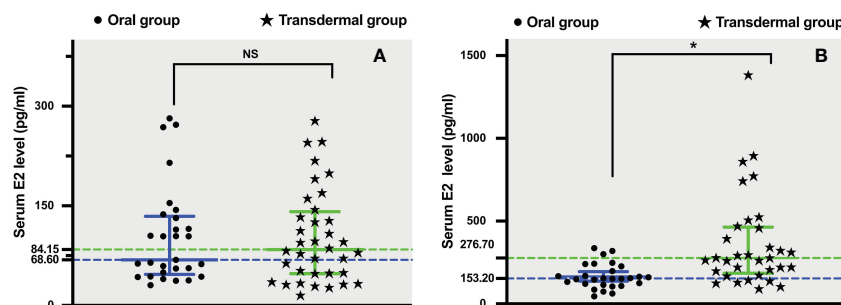 Oral group
Transdermal group
NS
A
Serum E2 level (pg/ml)
300
150
84.15
68.60
0
Oral group
Transdermal group
*
B
Serum E2 level (pg/ml)
1500
1000
500
276.70
153.20
0